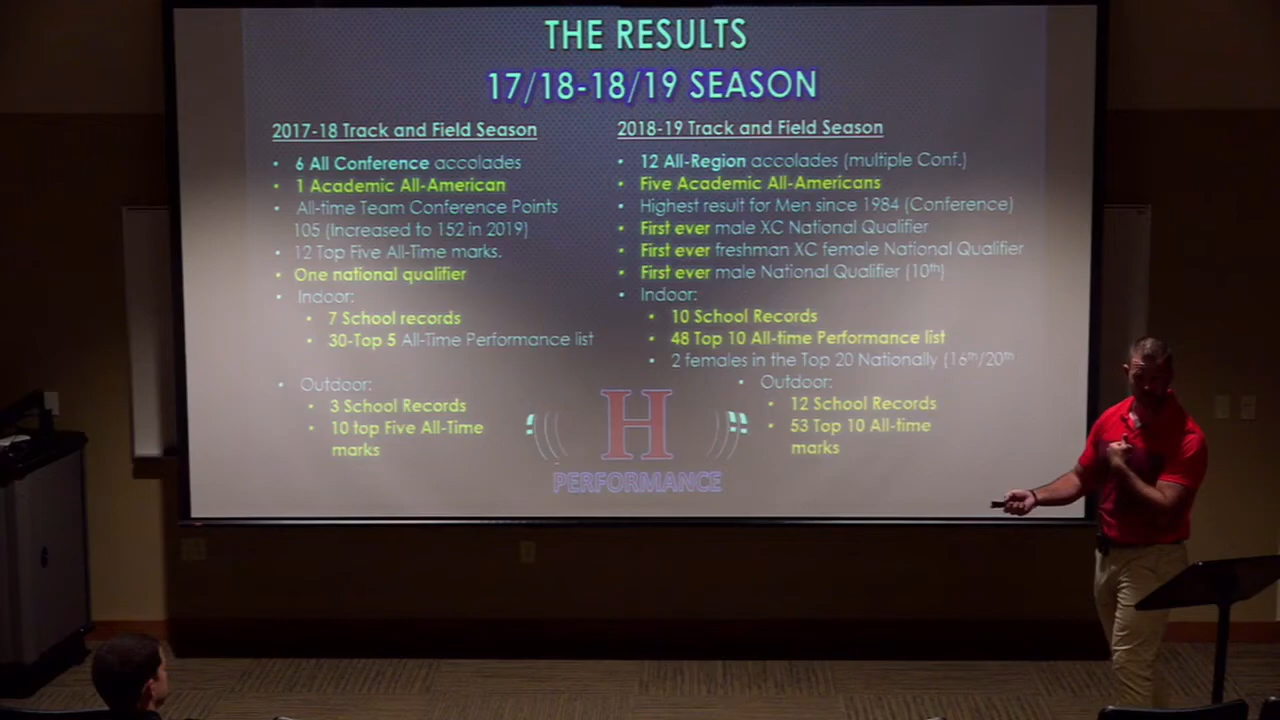 THE RESULTS
17/18-18/19 SEASON
2017-18 Track and Field Season
• 6 All Conference accolades
• 1 Academic All-American
• All-time Team Conference Points
105 (Increased to 152 in 2019)
• 12 Top Five All-Time marks.
• One national qualifier
• Indoor:
• 7 School records
• 30-Top 5 All-Time Performance list
• Outdoor:
• 3 School Records
• 10 top Five All-Time
marks
2018-19 Track and Field Season
• 12 All-Region accolades (multiple Conf.)
• Five Academic All-Americans
• Highest result for Men since 1984 (Conference)
• First ever male XC National Qualifier
• First ever freshman XC female National Qualifier
• First ever male National Qualifier (10th)
• Indoor:
• 10 School Records
• 48 Top 10 All-time Performance list
• 2 females in the Top 20 Nationally (16th/20th
• Outdoor:
• 12 School Records
• 53 Top 10 All-time
marks
H
PERFORMANCE